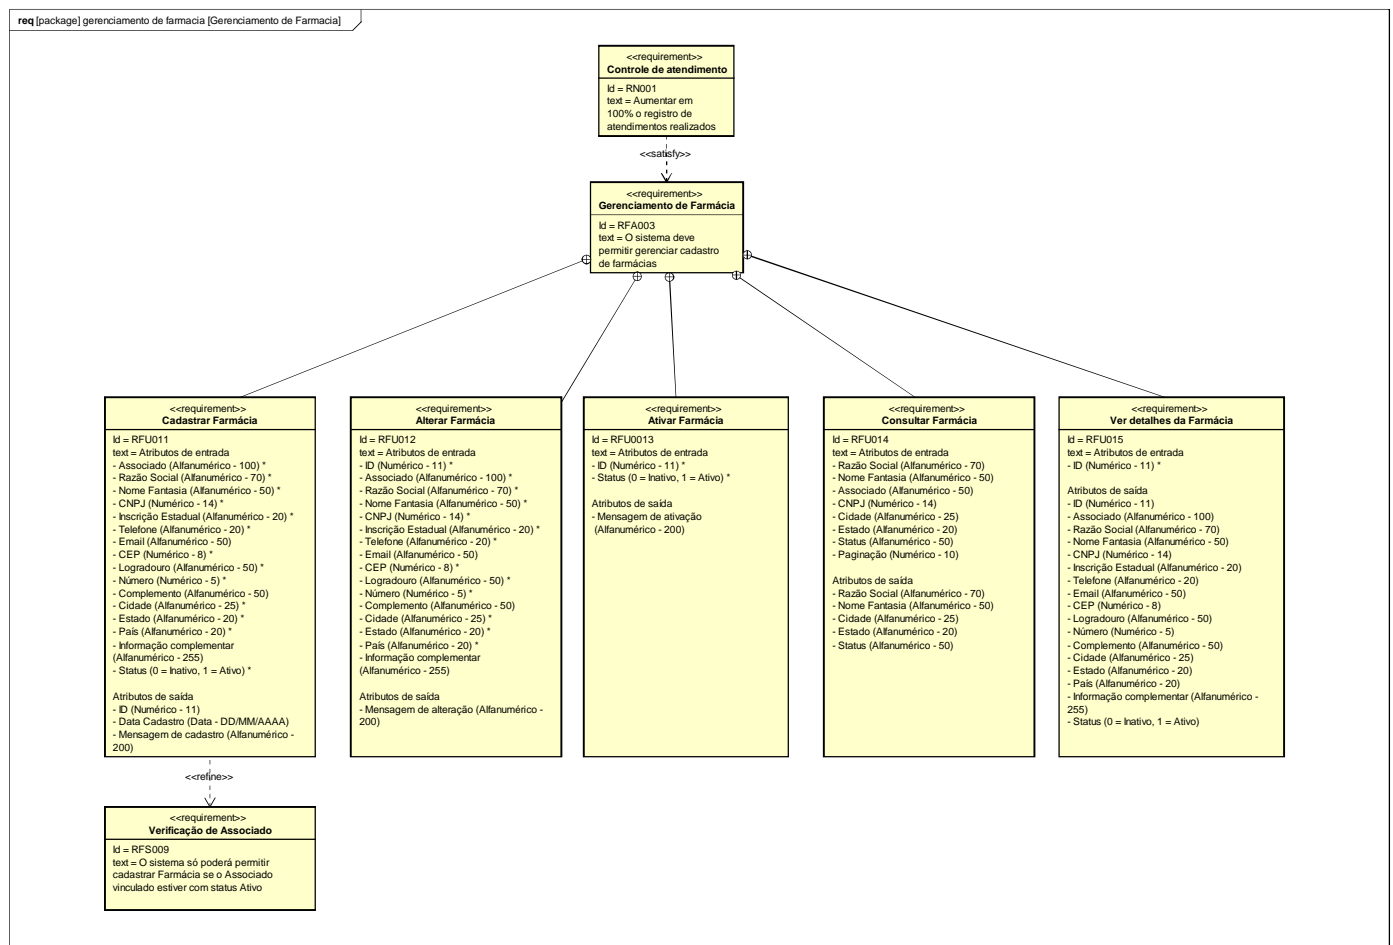 req [package] gerenciamento de farmacia [Gerenciamento de Farmacia]
<<requirement>>
Controle de atendimento
Id = RN001
text = Aumentar em
100% o registro de
atendimentos realizados
<<satisfy>>
<<requirement>>
Gerenciamento de Farmácia
Id = RFA003
text = O sistema deve
permitir gerenciar cadastro
de farmácias
<<requirement>>
Cadastrar Farmácia
Id = RFU011
text = Atributos de entrada
- Associado (Alfanumérico - 100) *
- Razão Social (Alfanumérico - 70) *
- Nome Fantasia (Alfanumérico - 50) *
- CNPJ (Numérico - 14) *
- Inscrição Estadual (Alfanumérico - 20) *
- Telefone (Alfanumérico - 20) *
- Email (Alfanumérico - 50)
- CEP (Numérico - 8) *
- Logradouro (Alfanumérico - 50) *
- Número (Numérico - 5) *
- Complemento (Alfanumérico - 50)
- Cidade (Alfanumérico - 25) *
- Estado (Alfanumérico - 20) *
- País (Alfanumérico - 20) *
- Informação complementar
(Alfanumérico - 255)
- Status (0 = Inativo, 1 = Ativo) *
Atributos de saída
- ID (Numérico - 11)
- Data Cadastro (Data - DD/MM/AAAA)
- Mensagem de cadastro (Alfanumérico -
200)
<<requirement>>
Alterar Farmácia
Id = RFU012
text = Atributos de entrada
- ID (Numérico - 11) *
- Associado (Alfanumérico - 100) *
- Razão Social (Alfanumérico - 70) *
- Nome Fantasia (Alfanumérico - 50) *
- CNPJ (Numérico - 14) *
- Inscrição Estadual (Alfanumérico - 20) *
- Telefone (Alfanumérico - 20) *
- Email (Alfanumérico - 50)
- CEP (Numérico - 8) *
- Logradouro (Alfanumérico - 50) *
- Número (Numérico - 5) *
- Complemento (Alfanumérico - 50)
- Cidade (Alfanumérico - 25) *
- Estado (Alfanumérico - 20) *
- País (Alfanumérico - 20) *
- Informação complementar
(Alfanumérico - 255)
Atributos de saída
- Mensagem de alteração (Alfanumérico -
200)
<<requirement>>
Ativar Farmácia
Id = RFU0013
text = Atributos de entrada
- ID (Numérico - 11) *
- Status (0 = Inativo, 1 = Ativo) *
Atributos de saída
- Mensagem de ativação
(Alfanumérico - 200)
<<requirement>>
Consultar Farmácia
Id = RFU014
text = Atributos de entrada
- Razão Social (Alfanumérico - 70)
- Nome Fantasia (Alfanumérico - 50)
- Associado (Alfanumérico - 50)
- CNPJ (Numérico - 14)
- Cidade (Alfanumérico - 25)
- Estado (Alfanumérico - 20)
- Status (Alfanumérico - 50)
- Paginação (Numérico - 10)
Atributos de saída
- Razão Social (Alfanumérico - 70)
- Nome Fantasia (Alfanumérico - 50)
- Cidade (Alfanumérico - 25)
- Estado (Alfanumérico - 20)
- Status (Alfanumérico - 50)
<<requirement>>
Ver detalhes da Farmácia
Id = RFU015
text = Atributos de entrada
- ID (Numérico - 11) *
Atributos de saída
- ID (Numérico - 11)
- Associado (Alfanumérico - 100)
- Razão Social (Alfanumérico - 70)
- Nome Fantasia (Alfanumérico - 50)
- CNPJ (Numérico - 14)
- Inscrição Estadual (Alfanumérico - 20)
- Telefone (Alfanumérico - 20)
- Email (Alfanumérico - 50)
- CEP (Numérico - 8)
- Logradouro (Alfanumérico - 50)
- Número (Numérico - 5)
- Complemento (Alfanumérico - 50)
- Cidade (Alfanumérico - 25)
- Estado (Alfanumérico - 20)
- País (Alfanumérico - 20)
- Informação complementar (Alfanumérico -
255)
- Status (0 = Inativo, 1 = Ativo)
<<refine>>
<<requirement>>
Verificação de Associado
Id = RFS009
text = O sistema só poderá permitir
cadastrar Farmácia se o Associado
vinculado estiver com status Ativo